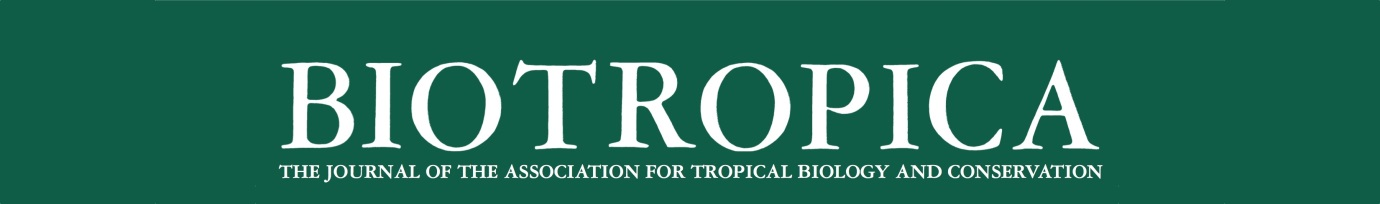 BIOTROPICA
THE JOURNAL OF THE ASSOCIATION FOR TROPICAL BIOLOGY AND CONSERVATION